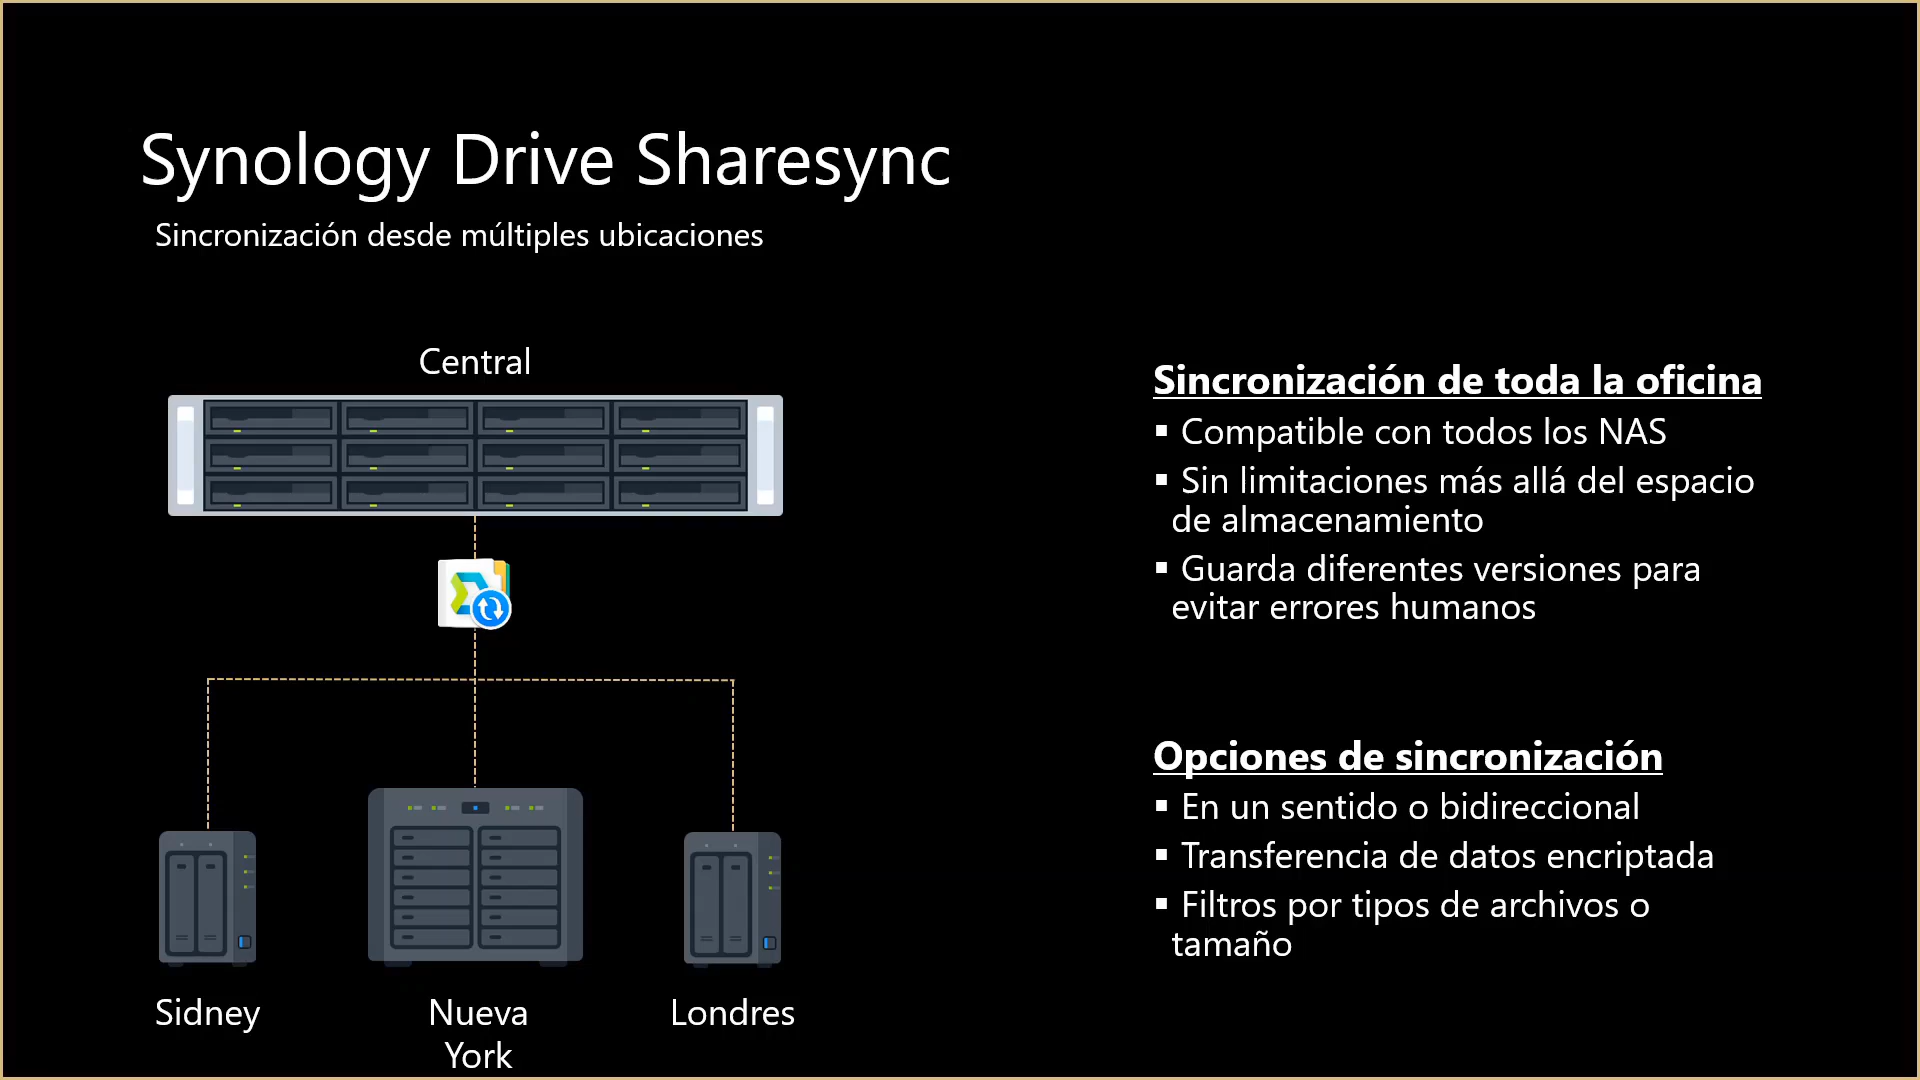 Synology Drive Sharesync
Sincronización desde múltiples ubicaciones
Central
Sidney
Nueva
York
Londres
Sincronización de toda la oficina
▪ Compatible con todos los NAS
▪ Sin limitaciones más allá del espacio
de almacenamiento
▪ Guarda diferentes versiones para
evitar errores humanos
Opciones de sincronización
▪ En un sentido o bidireccional
▪ Transferencia de datos encriptada
▪ Filtros por tipos de archivos o
tamaño